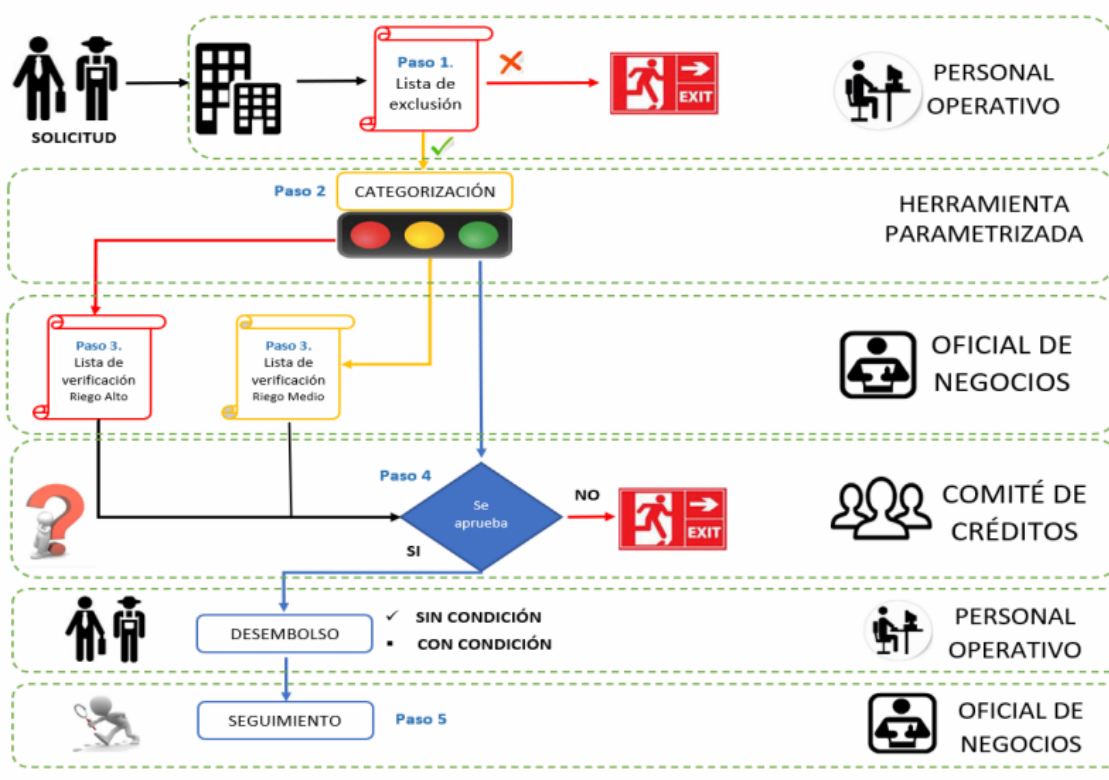 SOLICITUD
Paso 1.
Lista de
exclusión
EXIT
PERSONAL
OPERATIVO
Paso 2
CATEGORIZACIÓN
HERRAMIENTA
PARAMETRIZADA
Paso 3.
Lista de
verificación
Riego Alto
Paso 3.
Lista de
verificación
Riego Medio
OFICIAL DE
NEGOCIOS
Paso 4
Se
aprueba
NO
SI
EXIT
COMITÉ DE
CRÉDITOS
DESEMBOLSO
SIN CONDICIÓN
CON CONDICIÓN
PERSONAL
OPERATIVO
SEGUIMIENTO
Paso 5
OFICIAL DE
NEGOCIOS